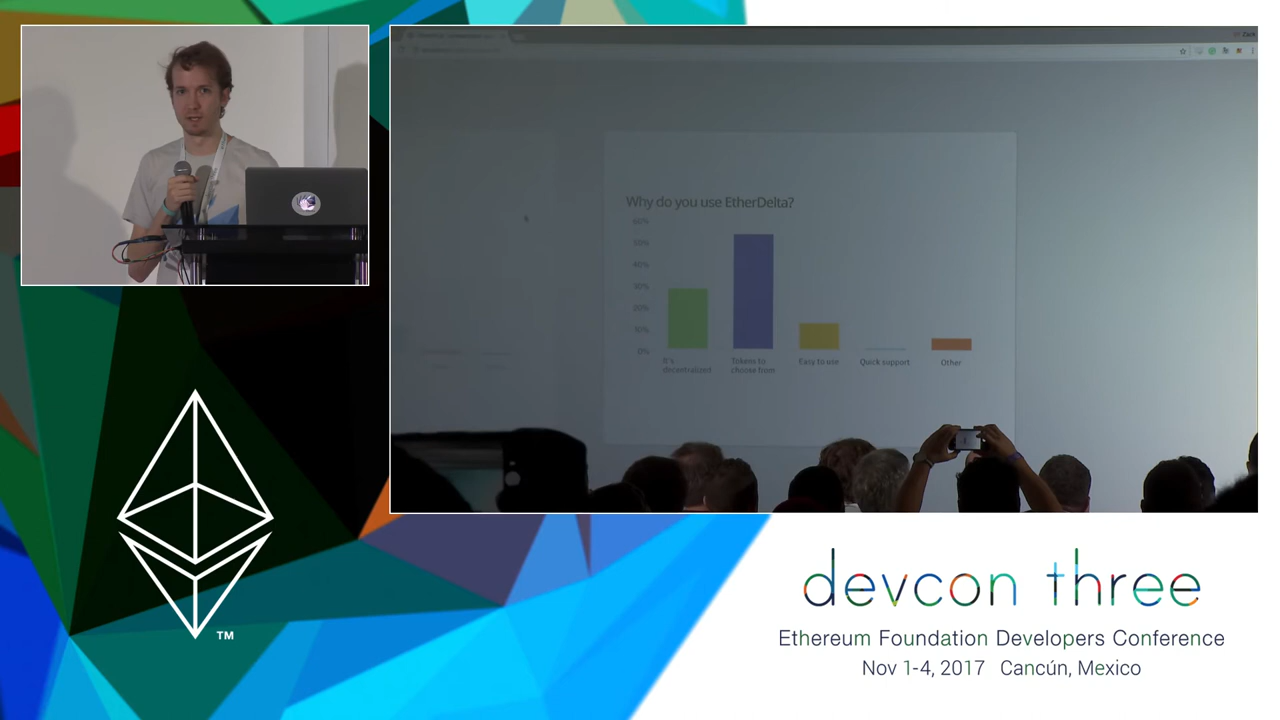 Zack
Why do you use EtherDelta?
60%
50%
40%
30%
20%
10%
0%
It's
decentralized
Tokens to
choose from
Easy to use
Quick support
Other
TM
devcon three
Ethereum Foundation Developers Conference
Nov 1-4, 2017 Cancún, Mexico